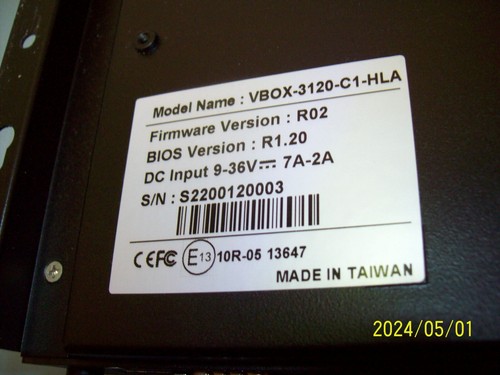 Model Name : VBOX-3120-C1-HLA
Firmware Version : R02
BIOS Version : R1.20
DC Input 9-36V⎓ 7A-2A
S/N : S2200120003
CE FC E13 10R-05 13647
MADE IN TAIWAN
2024/05/01